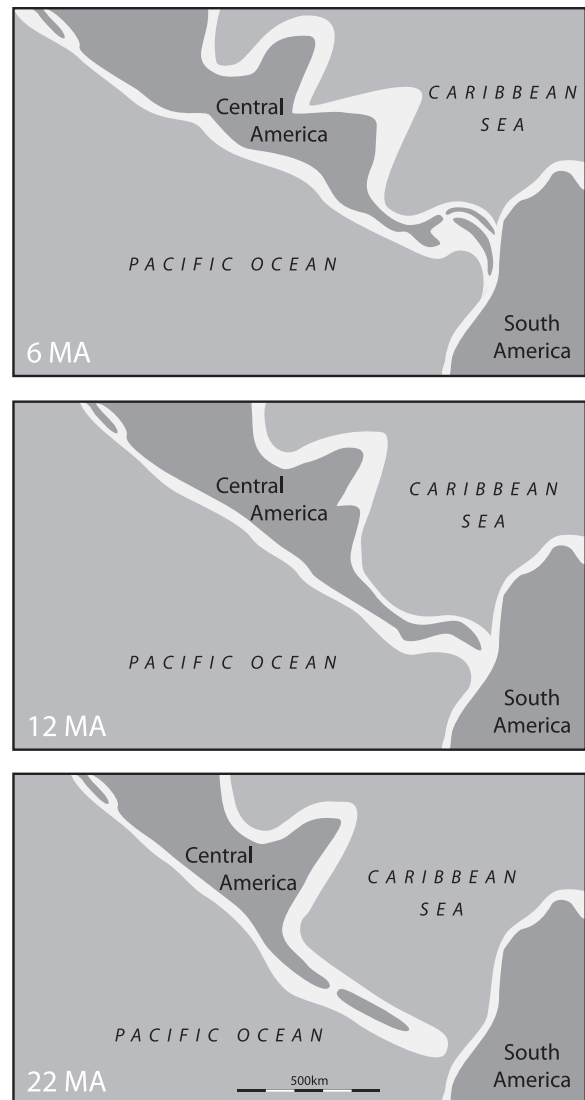 CARIBBEAN
SEA
Central
America
PACIFIC OCEAN
South
America
6 MA
CARIBBEAN
SEA
Central
America
PACIFIC OCEAN
South
America
12 MA
Central
America
CARIBBEAN
SEA
PACIFIC OCEAN
South
America
22 MA
500km